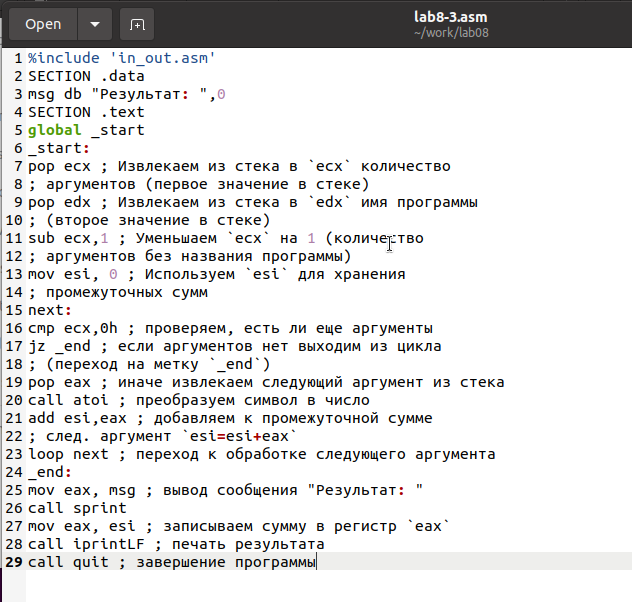 Open
lab8-3.asm
~/work/lab08
1 %include 'in_out.asm'
2 SECTION .data
3 msg db "Результат: ",0
4 SECTION .text
5 global _start
6 _start:
7 pop ecx ; Извлекаем из стека в `ecx` количество
8 ; аргументов (первое значение в стеке)
9 pop edx ; Извлекаем из стека в `edx` имя программы
10 ; (второе значение в стеке)
11 sub ecx,1 ; Уменьшаем `ecx` на 1 (количество
12 ; аргументов без названия программы)
13 mov esi, 0 ; Используем `esi` для хранения
14 ; промежуточных сумм
15 next:
16 cmp ecx,0h ; проверяем, есть ли еще аргументы
17 jz _end ; если аргументов нет выходим из цикла
18 ; (переход на метку `_end`)
19 pop eax ; иначе извлекаем следующий аргумент из стека
20 call atoi ; преобразуем символ в число
21 add esi,eax ; добавляем к промежуточной сумме
22 ; след. аргумент `esi=esi+eax`
23 loop next ; переход к обработке следующего аргумента
24 _end:
25 mov eax, msg ; вывод сообщения "Результат: "
26 call sprint
27 mov eax, esi ; записываем сумму в регистр `eax`
28 call iprintLF ; печать результата
29 call quit ; завершение программы